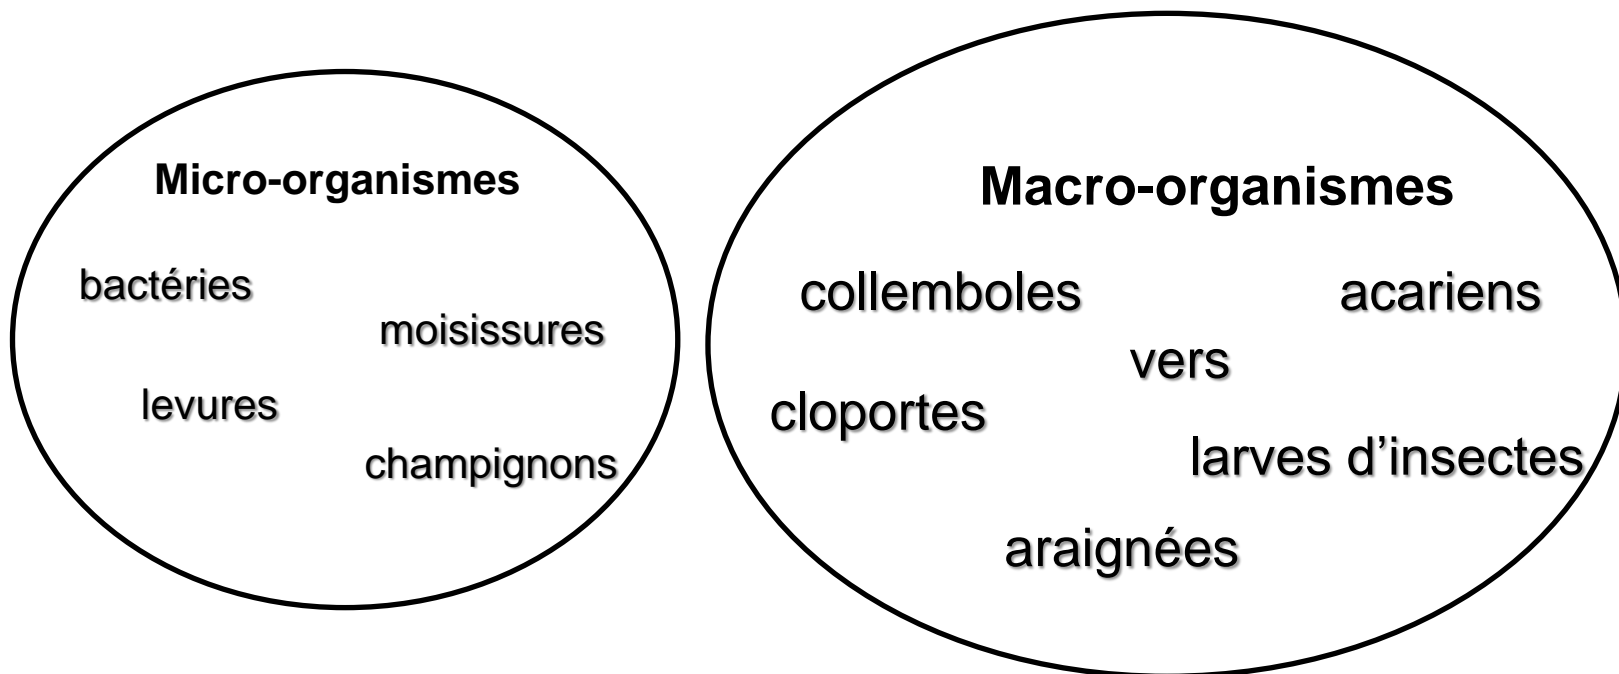 Micro-organismes
bactéries
moisissures
levures
champignons
Macro-organismes
collemboles
acariens
vers
cloportes
larves d’insectes
araignées